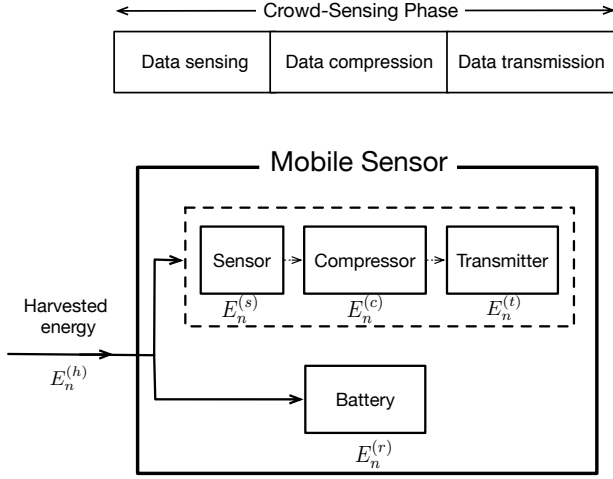 Crowd-Sensing Phase
Data sensing Data compression Data transmission
Mobile Sensor
Sensor Compressor Transmitter
E_n^{(s)} E_n^{(c)} E_n^{(t)}
Harvested
energy
E_n^{(h)}
Battery
E_n^{(r)}